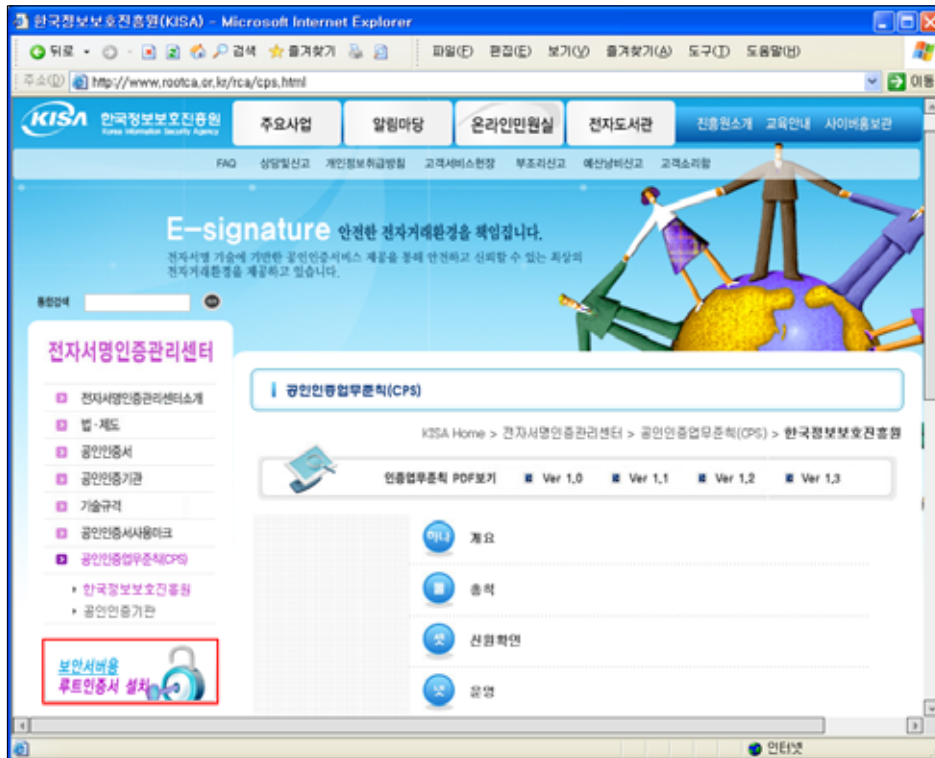 한국정보보호진흥원(KISA) - Microsoft Internet Explorer
뒤로 검색 즐겨찾기 파일(F) 편집(E) 보기(V) 즐겨찾기(A) 도구(T) 도움말(H)
주소(D) http://www.rootca.or.kr/rca/cps.html 이동
KISA 한국정보보호진흥원 주요사업 알림마당 온라인민원실 전자도서관 진흥원소개 교육안내 사이버홍보관
Korea Information Security Agency
FAQ 상담및신고 개인정보취급방침 고객서비스헌장 부조리신고 예산낭비신고 고객소리함
E-signature 안전한 전자거래환경을 책임집니다.
전자서명 기술에 기반한 공인인증서비스 제공을 통해 안전하고 신뢰할 수 있는 최상의
전자거래환경을 제공하고 있습니다.
통합검색
전자서명인증관리센터
전자서명인증관리센터소개
법·제도
공인인증서
공인인증기관
기술규격
공인인증서사용마크
공인인증업무준칙(CPS)
한국정보보호진흥원
공인인증기관
보안서버용
루트인증서 설치
공인인증업무준칙(CPS)
KISA Home > 전자서명인증관리센터 > 공인인증업무준칙(CPS) > 한국정보보호진흥원
인증업무준칙 PDF보기 Ver 1.0 Ver 1.1 Ver 1.2 Ver 1.3
하나 개요
둘 총칙
셋 신원확인
넷 운영
인터넷